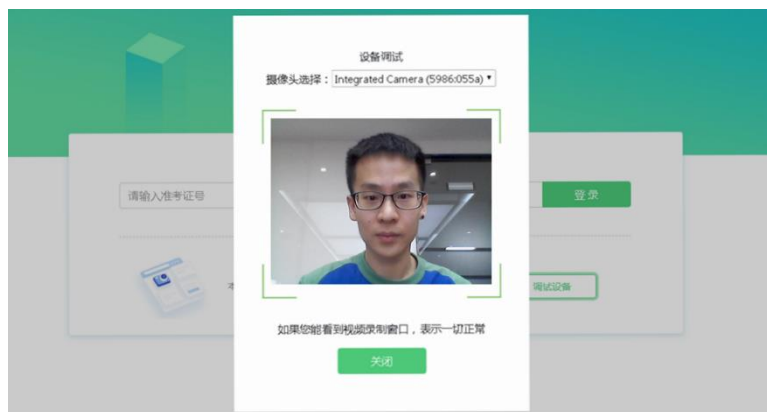 设备调试
摄像头选择： Integrated Camera (5986:055a)
请输入准考证号
登录
调试设备
如果您能看到视频录制窗口，表示一切正常
关闭